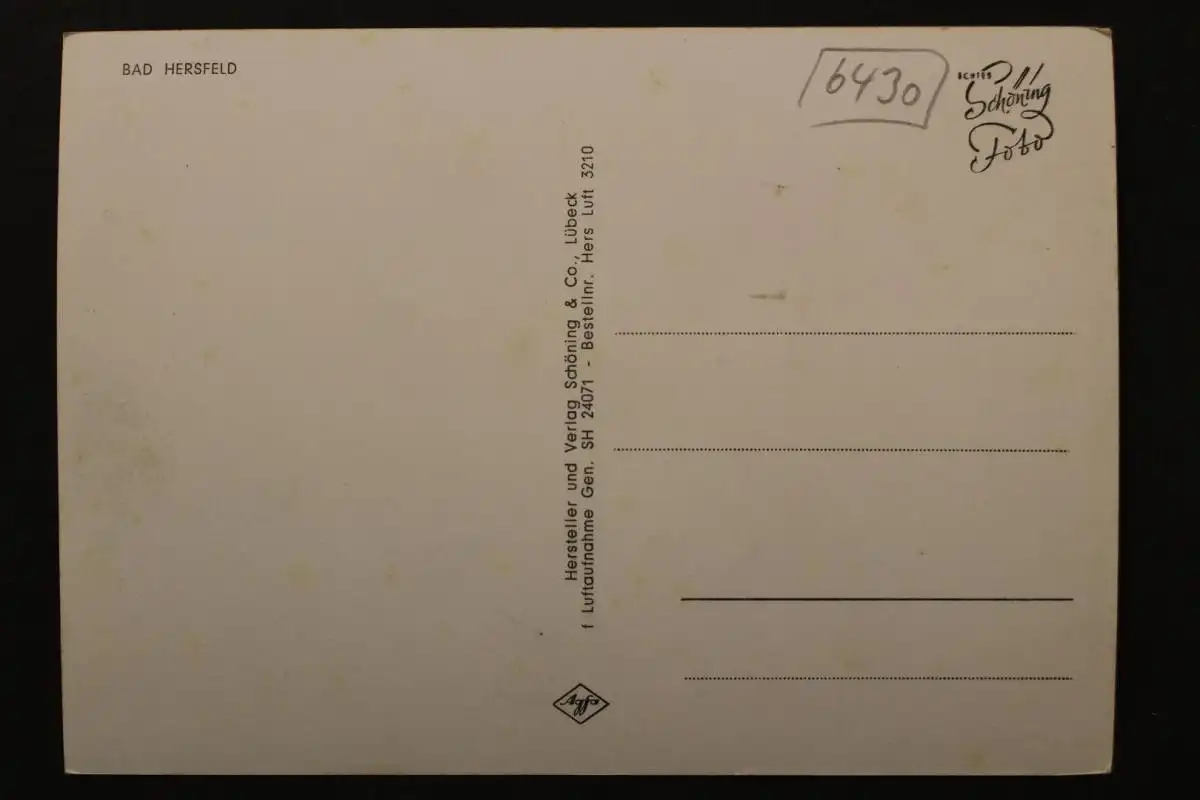 BAD HERSFELD
6430
ECHTES
Schöning
Foto
Hersteller und Verlag Schöning & Co., Lübeck
f Luftaufnahme Gen. SH 24071 - Bestellnr. Hers Luft 3210
Agfa